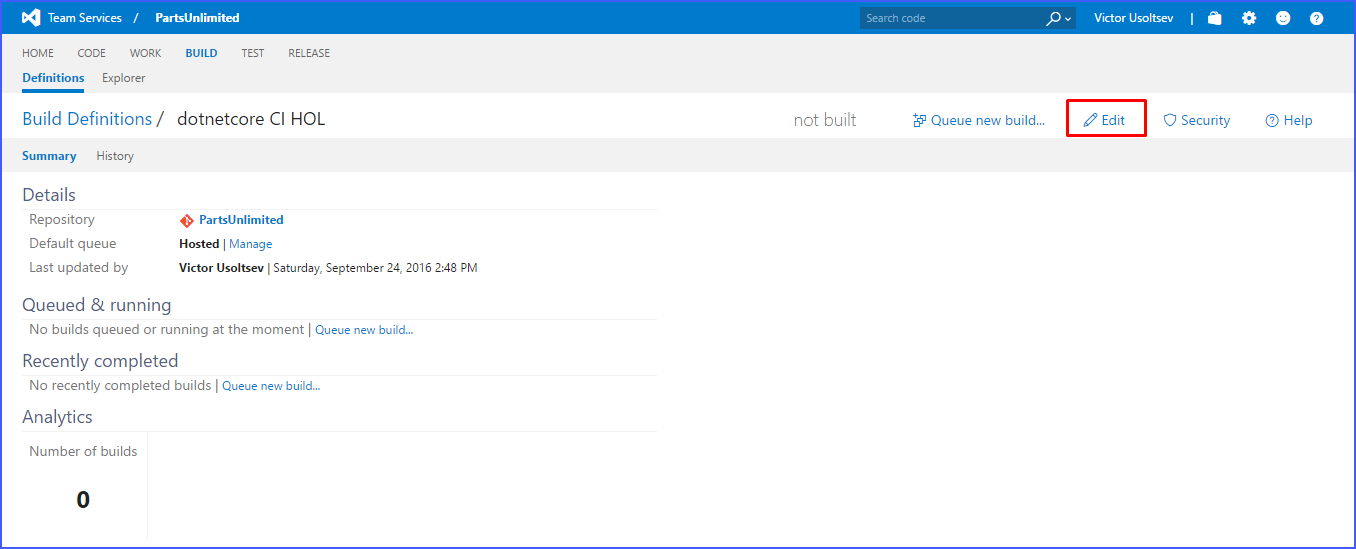 Team Services / PartsUnlimited Search code Victor Usoltsev | ?
HOME CODE WORK BUILD TEST RELEASE
Definitions Explorer
Build Definitions / dotnetcore CI HOL not built Queue new build... Edit Security ? Help
Summary History
Details
Repository PartsUnlimited
Default queue Hosted | Manage
Last updated by Victor Usoltsev | Saturday, September 24, 2016 2:48 PM
Queued & running
No builds queued or running at the moment | Queue new build...
Recently completed
No recently completed builds | Queue new build...
Analytics
Number of builds
0